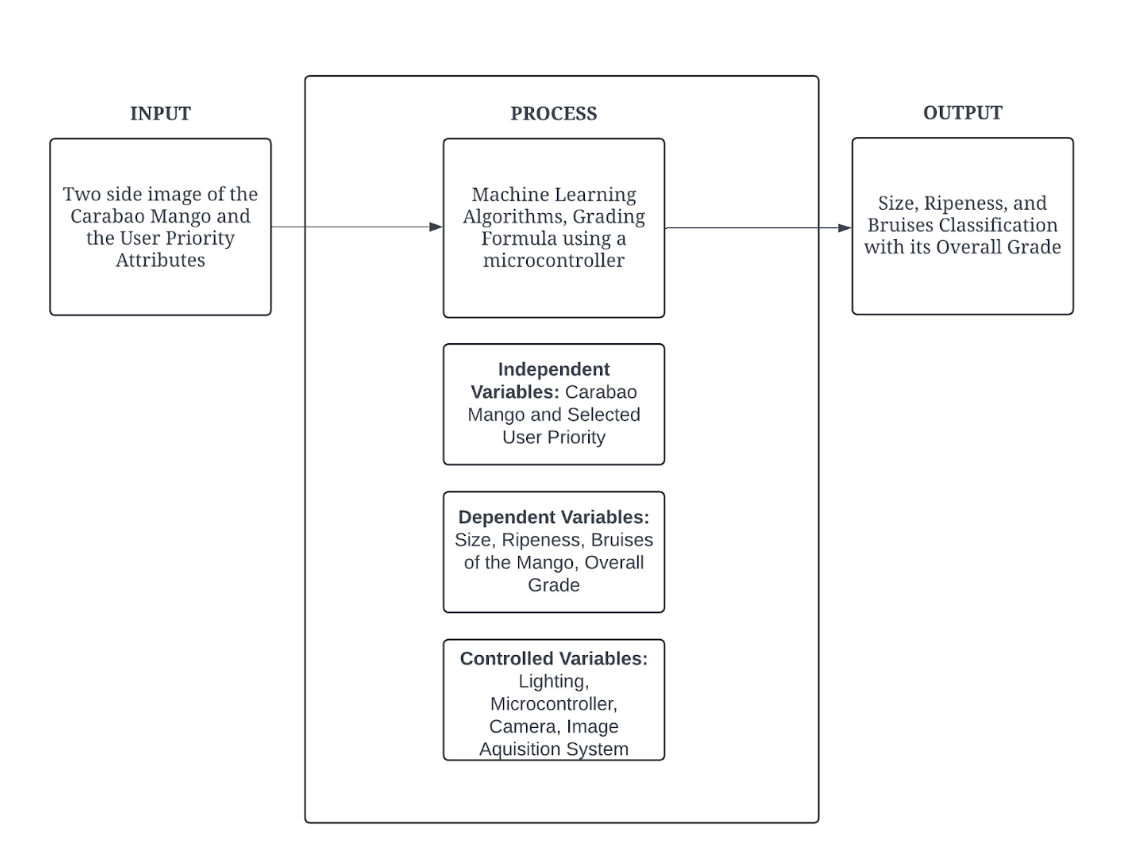 INPUT
Two side image of the
Carabao Mango and
the User Priority
Attributes
PROCESS
Machine Learning
Algorithms, Grading
Formula using a
microcontroller
Independent
Variables: Carabao
Mango and Selected
User Priority
Dependent Variables:
Size, Ripeness, Bruises
of the Mango, Overall
Grade
Controlled Variables:
Lighting,
Microcontroller,
Camera, Image
Aquisition System
OUTPUT
Size, Ripeness, and
Bruises Classification
with its Overall Grade